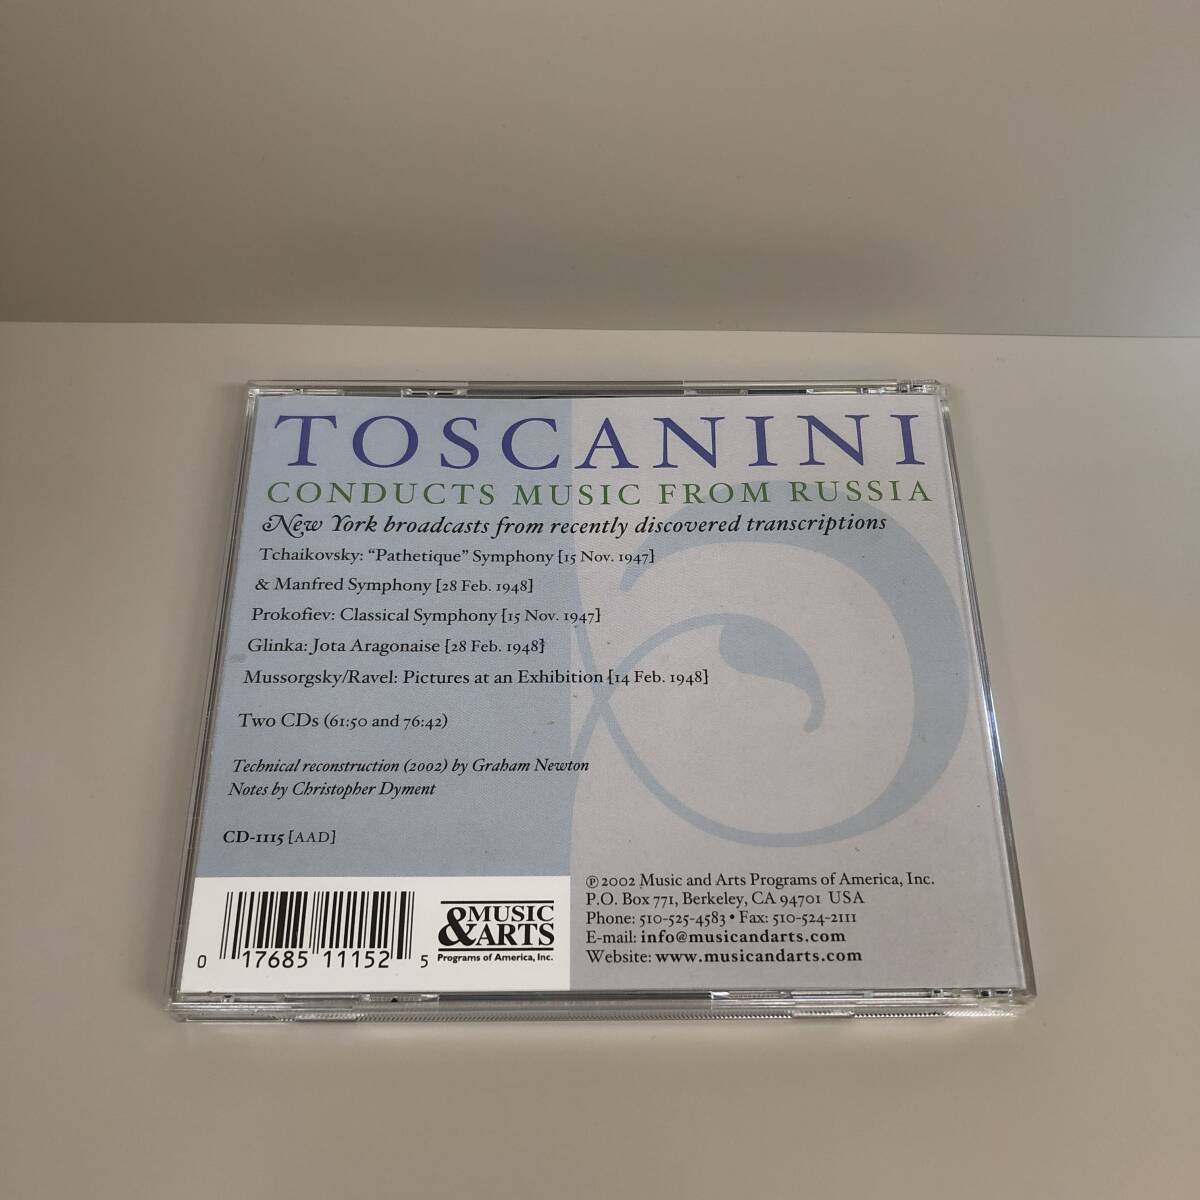 TOSCANINI
CONDUCTS MUSIC FROM RUSSIA
New York broadcasts from recently discovered transcriptions
Tchaikovsky: “Pathetique” Symphony [15 Nov. 1947]
& Manfred Symphony [28 Feb. 1948]
Prokofiev: Classical Symphony [15 Nov. 1947]
Glinka: Jota Aragonaise [28 Feb. 1948]
Mussorgsky/Ravel: Pictures at an Exhibition [14 Feb. 1948]
Two CDs (61:50 and 76:42)
Technical reconstruction (2002) by Graham Newton
Notes by Christopher Dyment
CD-1115 [AAD]
0 17685 11152 5
MUSIC
&ARTS
Programs of America, Inc.
℗ 2002 Music and Arts Programs of America, Inc.
P.O. Box 771, Berkeley, CA 94701 USA
Phone: 510-525-4583 • Fax: 510-524-2111
E-mail: info@musicandarts.com
Website: www.musicandarts.com